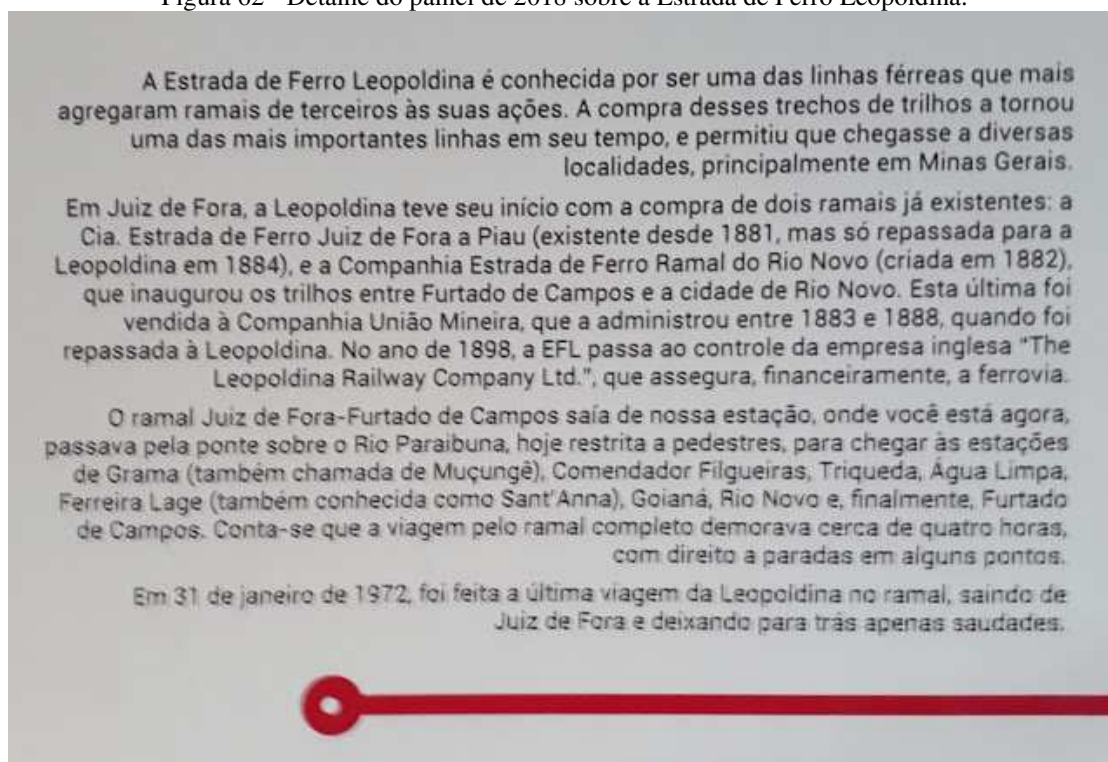 Figura 62 - Detalhe do painel de 2018 sobre a Estrada de Ferro Leopoldina.
A Estrada de Ferro Leopoldina é conhecida por ser uma das linhas férreas que mais
agregaram ramais de terceiros às suas ações. A compra desses trechos de trilhos a tornou
uma das mais importantes linhas em seu tempo, e permitiu que chegasse a diversas
localidades, principalmente em Minas Gerais.
Em Juiz de Fora, a Leopoldina teve seu início com a compra de dois ramais já existentes: a
Cia. Estrada de Ferro Juiz de Fora a Piau (existente desde 1881, mas só repassada para a
Leopoldina em 1884), e a Companhia Estrada de Ferro Ramal do Rio Novo (criada em 1882),
que inaugurou os trilhos entre Furtado de Campos e a cidade de Rio Novo. Esta última foi
vendida à Companhia União Mineira, que a administrou entre 1883 e 1888, quando foi
repassada à Leopoldina. No ano de 1898, a EFL passa ao controle da empresa inglesa "The
Leopoldina Railway Company Ltd.", que assegura, financeiramente, a ferrovia.
O ramal Juiz de Fora-Furtado de Campos saía de nossa estação, onde você está agora,
passava pela ponte sobre o Rio Paraibuna, hoje restrita a pedestres, para chegar às estações
de Grama (também chamada de Muçungê), Comendador Filgueiras, Triqueda, Água Limpa,
Ferreira Lage (também conhecida como Sant'Anna), Goianá, Rio Novo e, finalmente, Furtado
de Campos. Conta-se que a viagem pelo ramal completo demorava cerca de quatro horas,
com direito a paradas em alguns pontos.
Em 31 de janeiro de 1972, foi feita a última viagem da Leopoldina no ramal, saindo de
Juiz de Fora e deixando para trás apenas saudades.